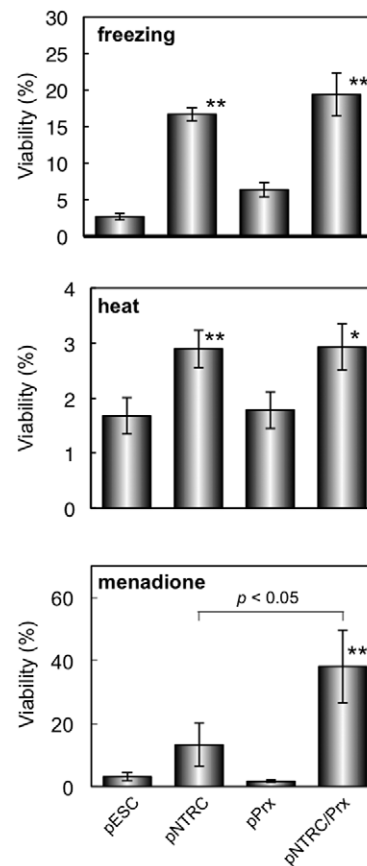 freezing
Viability (%)
30
25
20
15
10
5
0
**
**
heat
Viability (%)
4
3
2
1
0
**
*
menadione
Viability (%)
60
40
20
0
p < 0.05
**
pESC
pNTRC
pPrx
pNTRC/Prx